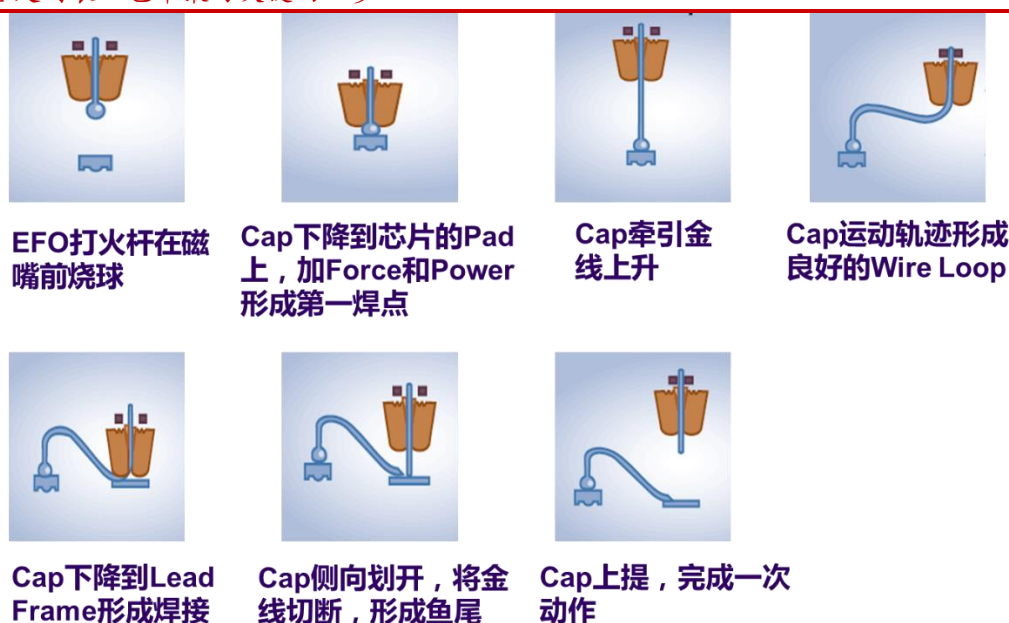 EFO打火杆在磁
嘴前烧球
Cap下降到芯片的Pad
上，加Force和Power
形成第一焊点
Cap牵引金
线上升
Cap运动轨迹形成
良好的Wire Loop
Cap下降到Lead
Frame形成焊接
Cap侧向划开，将金
线切断，形成鱼尾
Cap上提，完成一次
动作